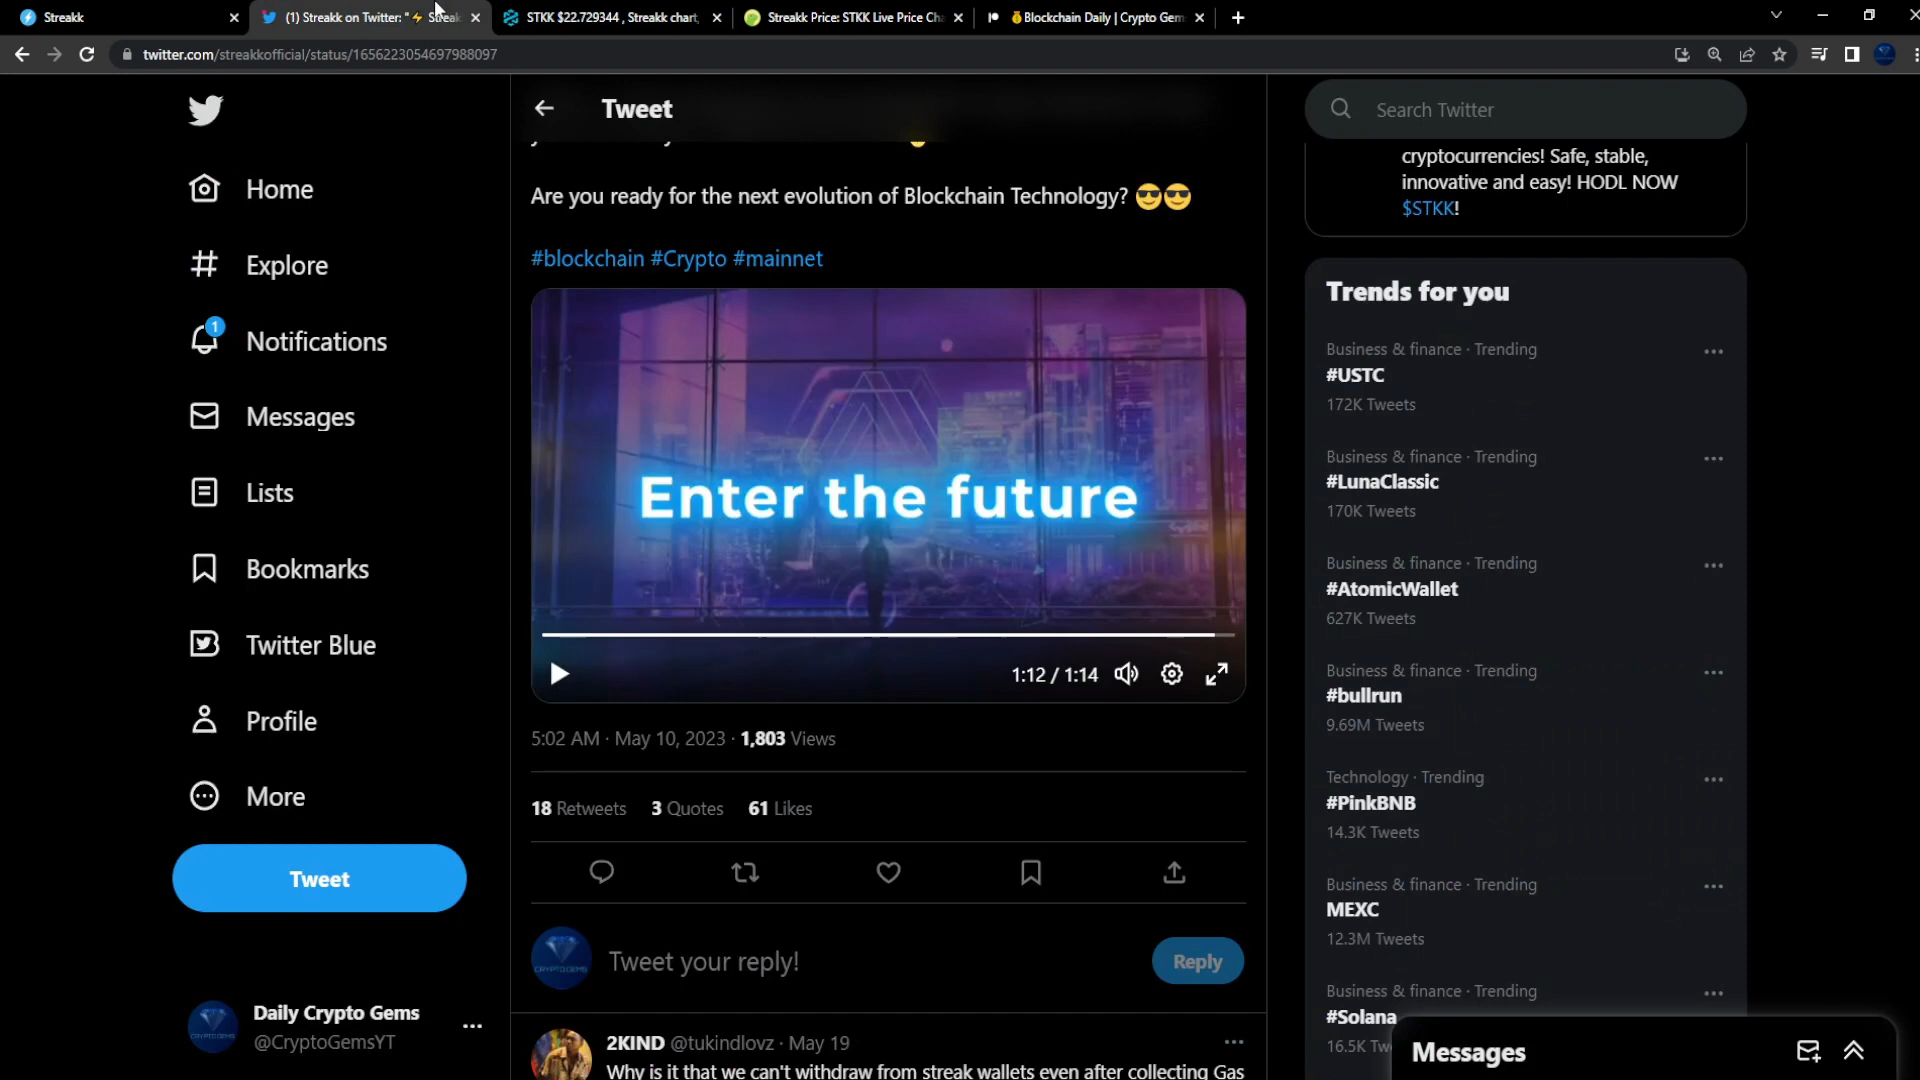 Streakk
(1) Streakk on Twitter: "⚡ Streak
STKK $22.729344 , Streakk chart,
Streakk Price: STKK Live Price Ch
💰Blockchain Daily | Crypto Gem
twitter.com/streakkofficial/status/1656223054697988097
Home
Explore
1
Notifications
Messages
Lists
Bookmarks
Twitter Blue
Profile
More
Tweet
Daily Crypto Gems
@CryptoGemsYT
Tweet
Are you ready for the next evolution of Blockchain Technology? 😎😎
#blockchain #Crypto #mainnet
Enter the future
1:12 / 1:14
5:02 AM · May 10, 2023 · 1,803 Views
18 Retweets 3 Quotes 61 Likes
CRYPTO GEMS
Tweet your reply!
Reply
2KIND @tukindlovz · May 19
Why is it that we can't withdraw from streak wallets even after collecting Gas
Search Twitter
cryptocurrencies! Safe, stable,
innovative and easy! HODL NOW
$STKK!
Trends for you
Business & finance · Trending
#USTC
172K Tweets
Business & finance · Trending
#LunaClassic
170K Tweets
Business & finance · Trending
#AtomicWallet
627K Tweets
Business & finance · Trending
#bullrun
9.69M Tweets
Technology · Trending
#PinkBNB
14.3K Tweets
Business & finance · Trending
MEXC
12.3M Tweets
Business & finance · Trending
#Solana
16.5K Tw
Messages